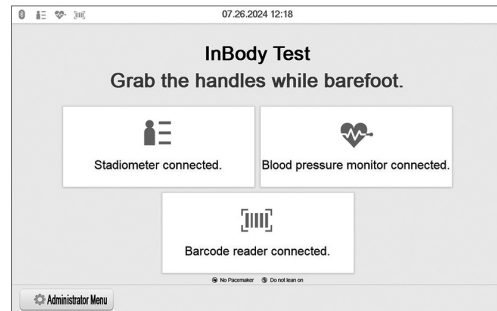 07.26.2024 12:18
InBody Test
Grab the handles while barefoot.
Stadiometer connected.
Blood pressure monitor connected.
Barcode reader connected.
No Pacemaker Do not lean on
Administrator Menu